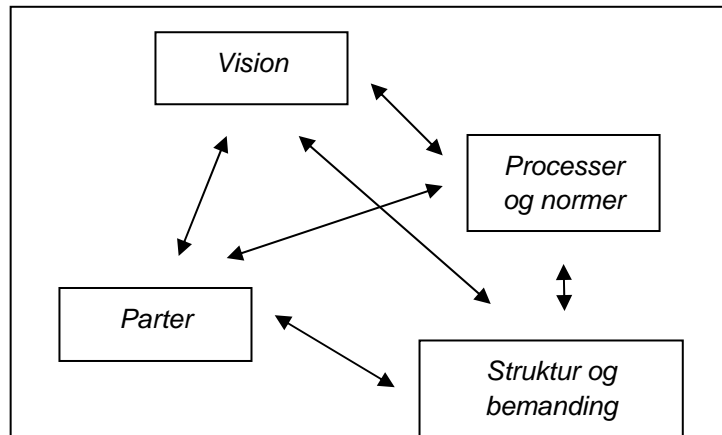 Vision
Processer
og normer
Parter
Struktur og
bemanding